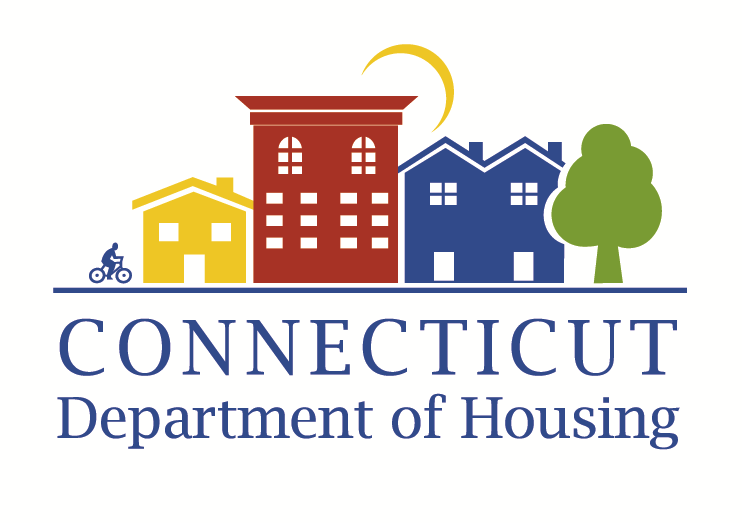 CONNECTICUT
Department of Housing